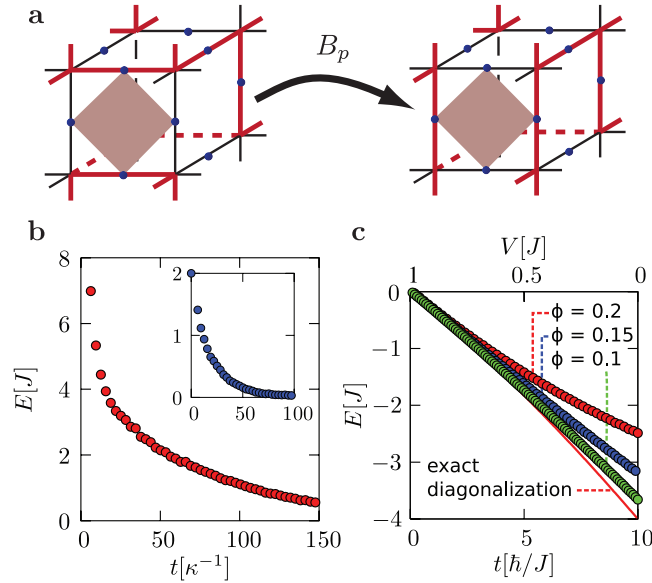 a
B_p
b
E[J]
8
6
4
2
0
0
50
100
150
t[κ⁻¹]
2
1
0
0
50
100
c
V[J]
1
0.5
0
ϕ = 0.2
ϕ = 0.15
ϕ = 0.1
exact
diagonalization
E[J]
0
−1
−2
−3
−4
0
5
10
t[ħ/J]